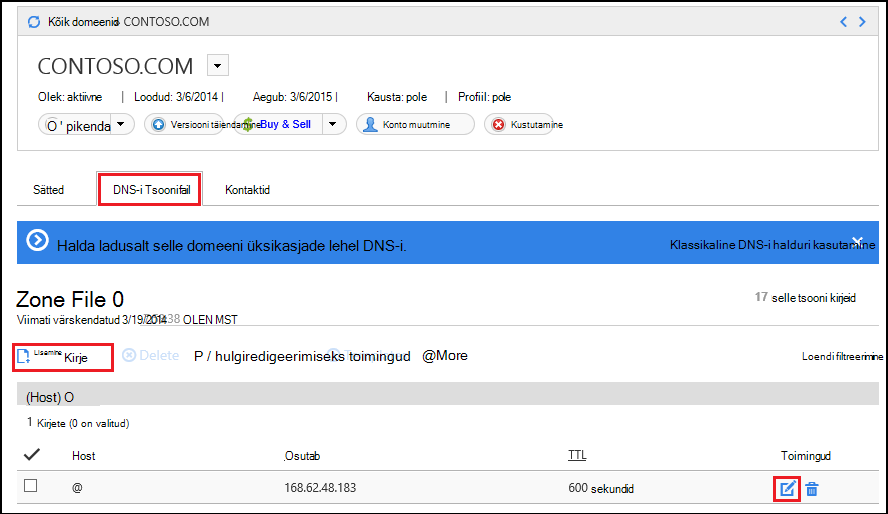 Kõik domeenid CONTOSO.COM
CONTOSO.COM
Olek: aktiivne | Loodud: 3/6/2014 | Aegub: 3/6/2015 | Kausta: pole | Profiil: pole
O ' pikenda Versiooni täiendamine Buy & Sell Konto muutmine Kustutamine
Sätted DNS-i Tsoonifail Kontaktid
Halda ladusalt selle domeeni üksikasjade lehel DNS-i. Klassikaline DNS-i halduri kasutamine
Zone File 0
17 selle tsooni kirjeid
Viimati värskendatud 3/19/2014 OLEN MST
Lisamine Kirje Delete P / hulgiredigeerimiseks toimingud @More Loendi filtreerimine
(Host) O
1 Kirjete (0 on valitud)
Host Osutab TTL Toimingud
@ 168.62.48.183 600 sekundid